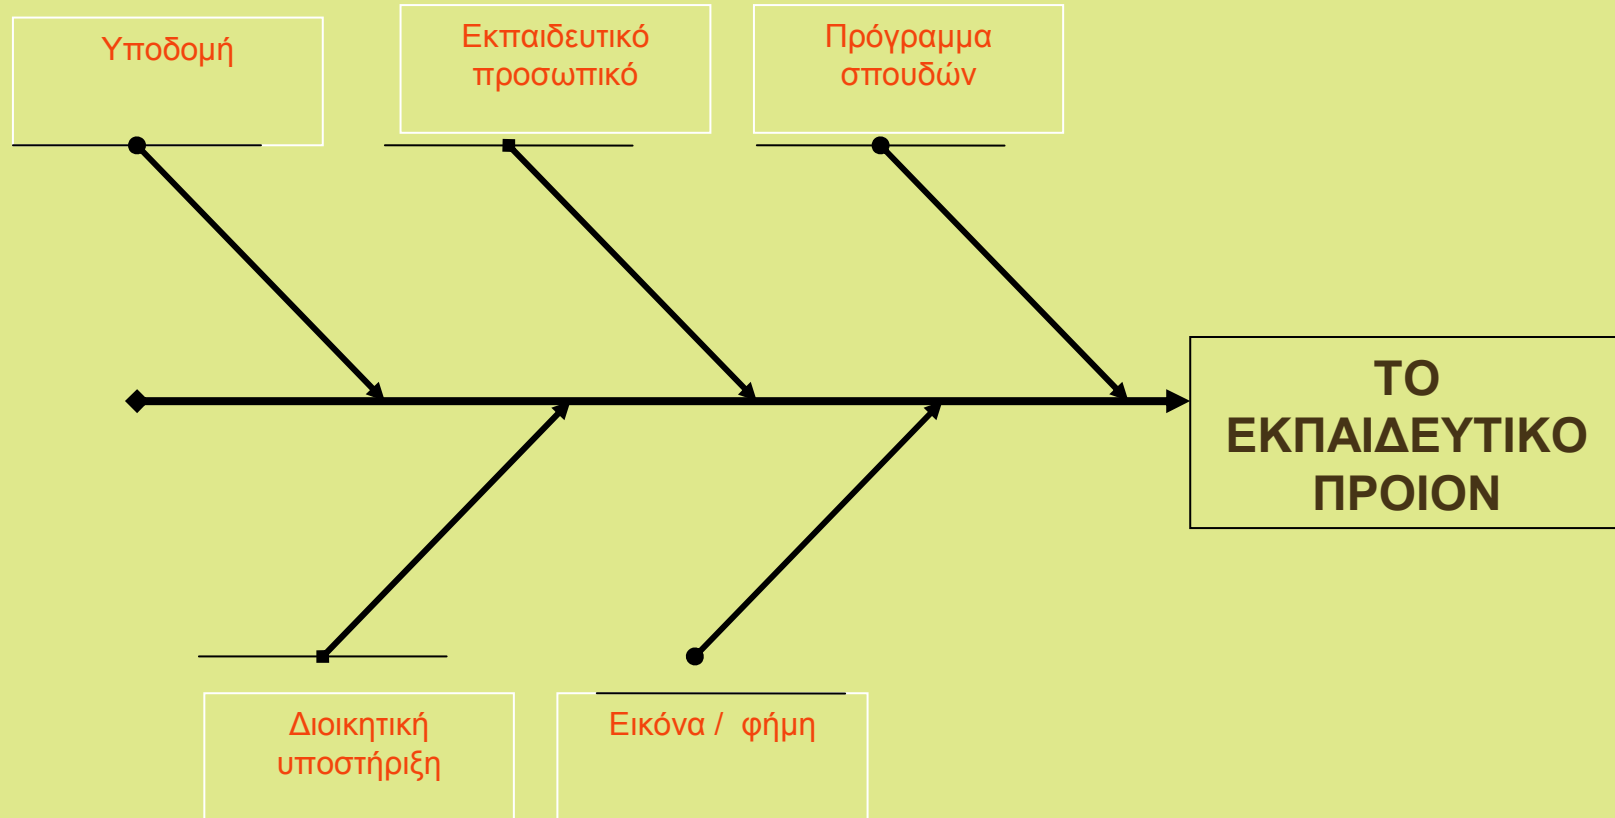 Υποδομή
Εκπαιδευτικό
προσωπικό
Πρόγραμμα
σπουδών
ΤΟ
ΕΚΠΑΙΔΕΥΤΙΚΟ
ΠΡΟΙΟΝ
Διοικητική
υποστήριξη
Εικόνα / φήμη